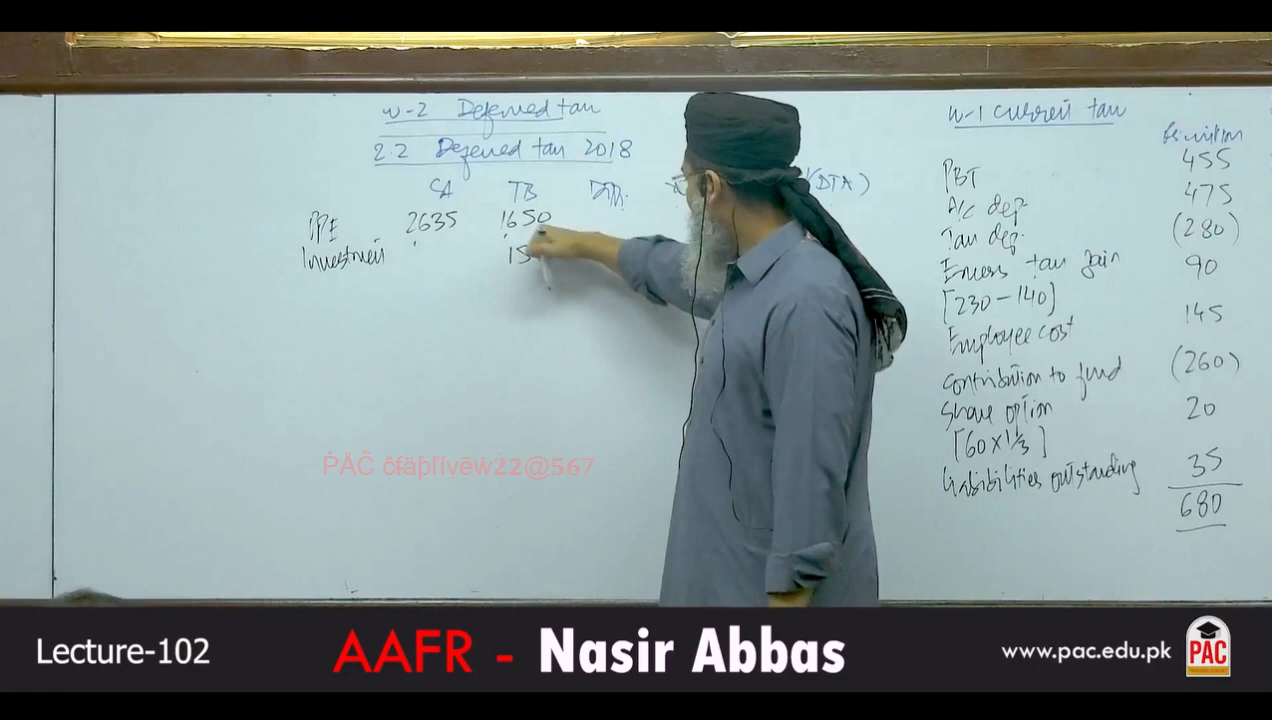 W-2 Deferred tax
2.2 Deferred tax 2018
CA TB
(DTA)
PPE 2635 1650
Investment 15
W-1 current tax
Rs. million
PBT 455
A/c dep. 475
Tax dep. (280)
Excess tax gain 90
[230 - 140]
Employee cost 145
Contribution to fund (260)
Share option 20
[60 x 1/3]
Liabilities outstanding 35
680
PÂC cfaplivew22@567
Lecture-102
AAFR - Nasir Abbas
www.pac.edu.pk
PAC